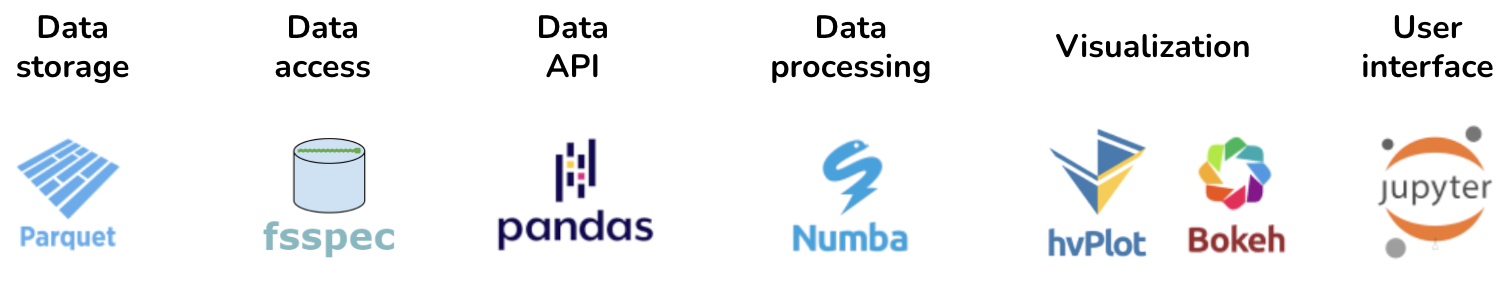 Data
storage
Data
access
Data
API
Data
processing
Visualization
User
interface
Parquet
fsspec
pandas
Numba
hvPlot
Bokeh
jupyter